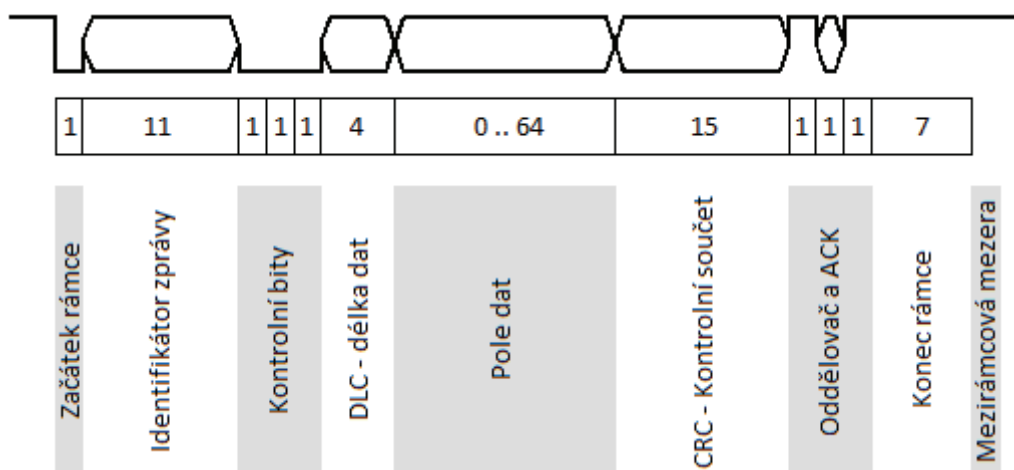 1 11 1 1 1 4 0 .. 64 15 1 1 1 7
Začátek rámce
Identifikátor zprávy
Kontrolní bity
DLC - délka dat
Pole dat
CRC - Kontrolní součet
Oddělovač a ACK
Konec rámce
Mezirámcová mezera